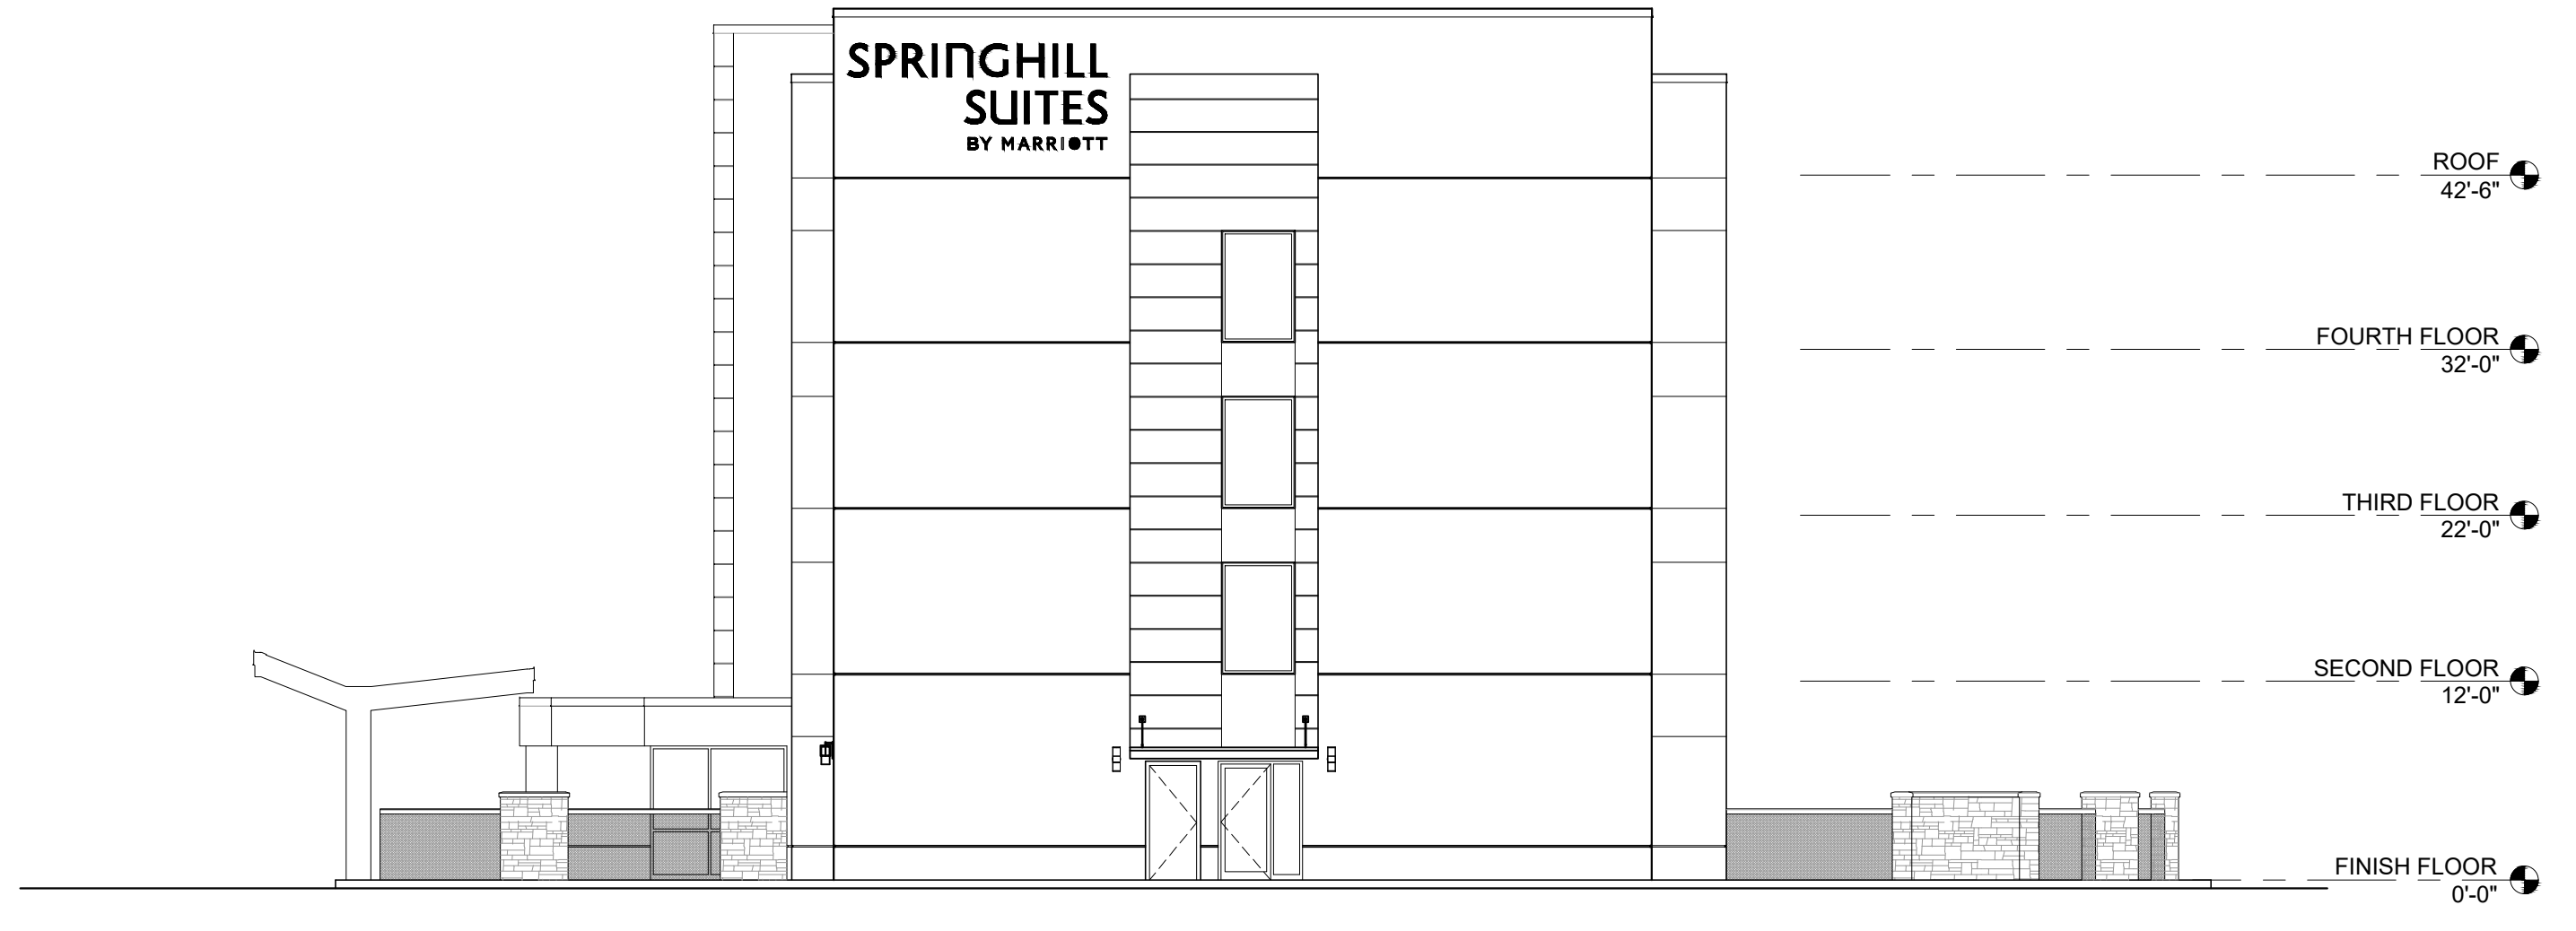 SPRINGHILL
SUITES
BY MARRIOTT
ROOF
42'-6"
FOURTH FLOOR
32'-0"
THIRD FLOOR
22'-0"
SECOND FLOOR
12'-0"
FINISH FLOOR
0'-0"